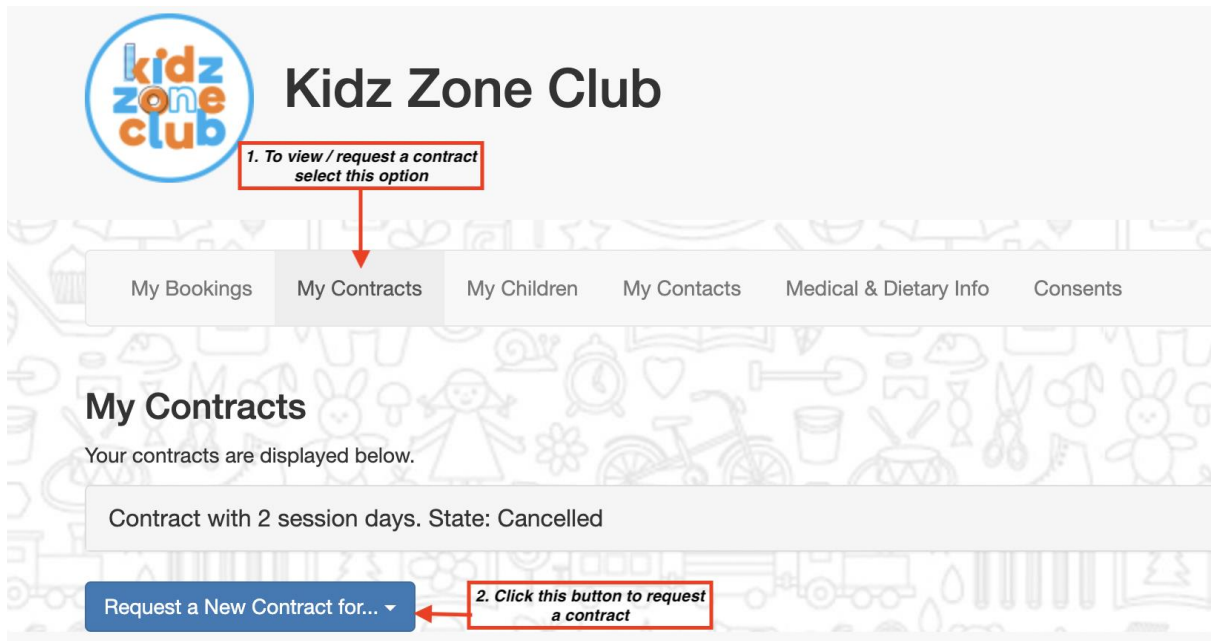 kidz
zone
club
Kidz Zone Club
1. To view / request a contract
select this option
My Bookings My Contracts My Children My Contacts Medical & Dietary Info Consents
My Contracts
Your contracts are displayed below.
Contract with 2 session days. State: Cancelled
Request a New Contract for...
2. Click this button to request
a contract